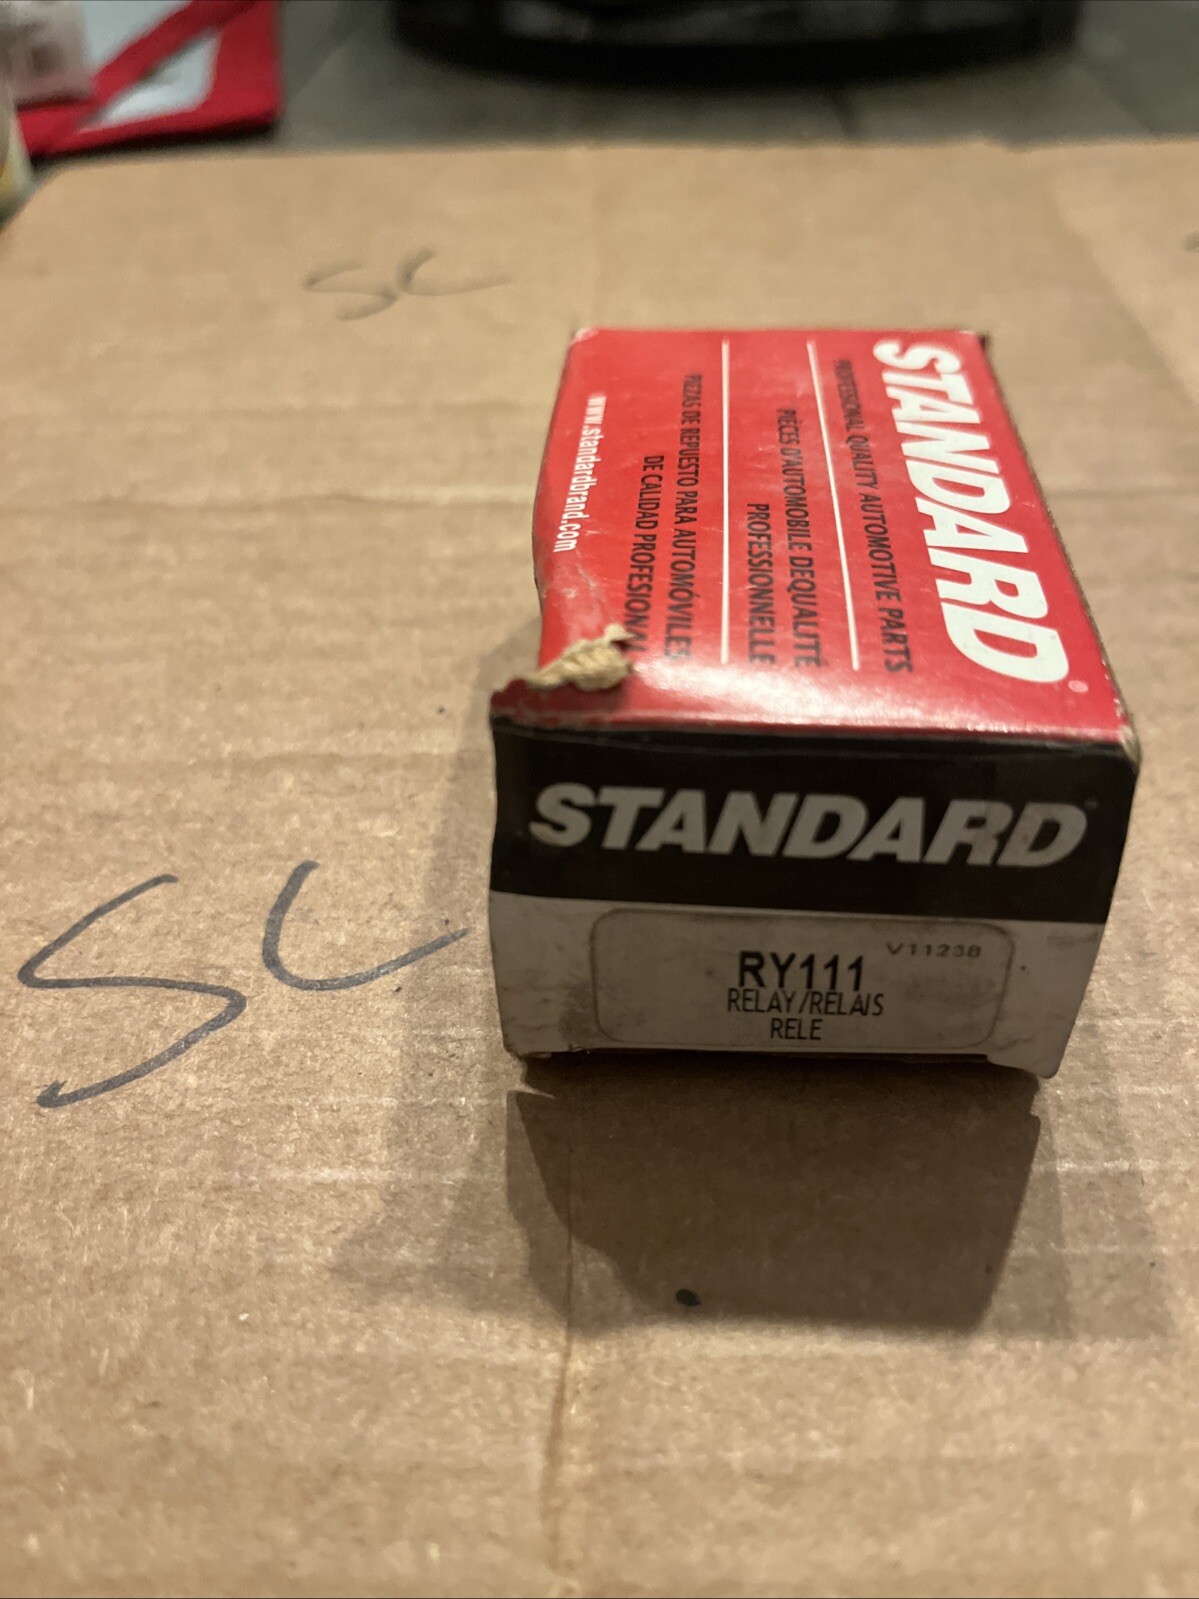 SC
STANDARD®
PROFESSIONAL QUALITY AUTOMOTIVE PARTS
PIÈCES D'AUTOMOBILE DEQUALITÉ
PROFESSIONNELLE
PIEZAS DE REPUESTO PARA AUTOMÓVILES
DE CALIDAD PROFESIONAL
www.standardbrand.com
STANDARD
V11238
RY111
RELAY/RELAIS
RELE
SC